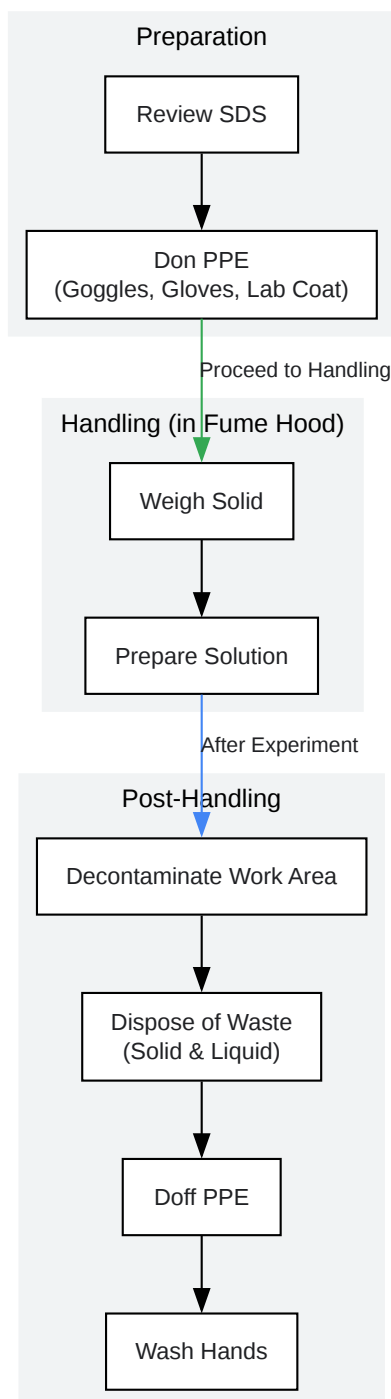 Preparation
Review SDS
Don PPE
(Goggles, Gloves, Lab Coat)
Proceed to Handling
Handling (in Fume Hood)
Weigh Solid
Prepare Solution
After Experiment
Post-Handling
Decontaminate Work Area
Dispose of Waste
(Solid & Liquid)
Doff PPE
Wash Hands